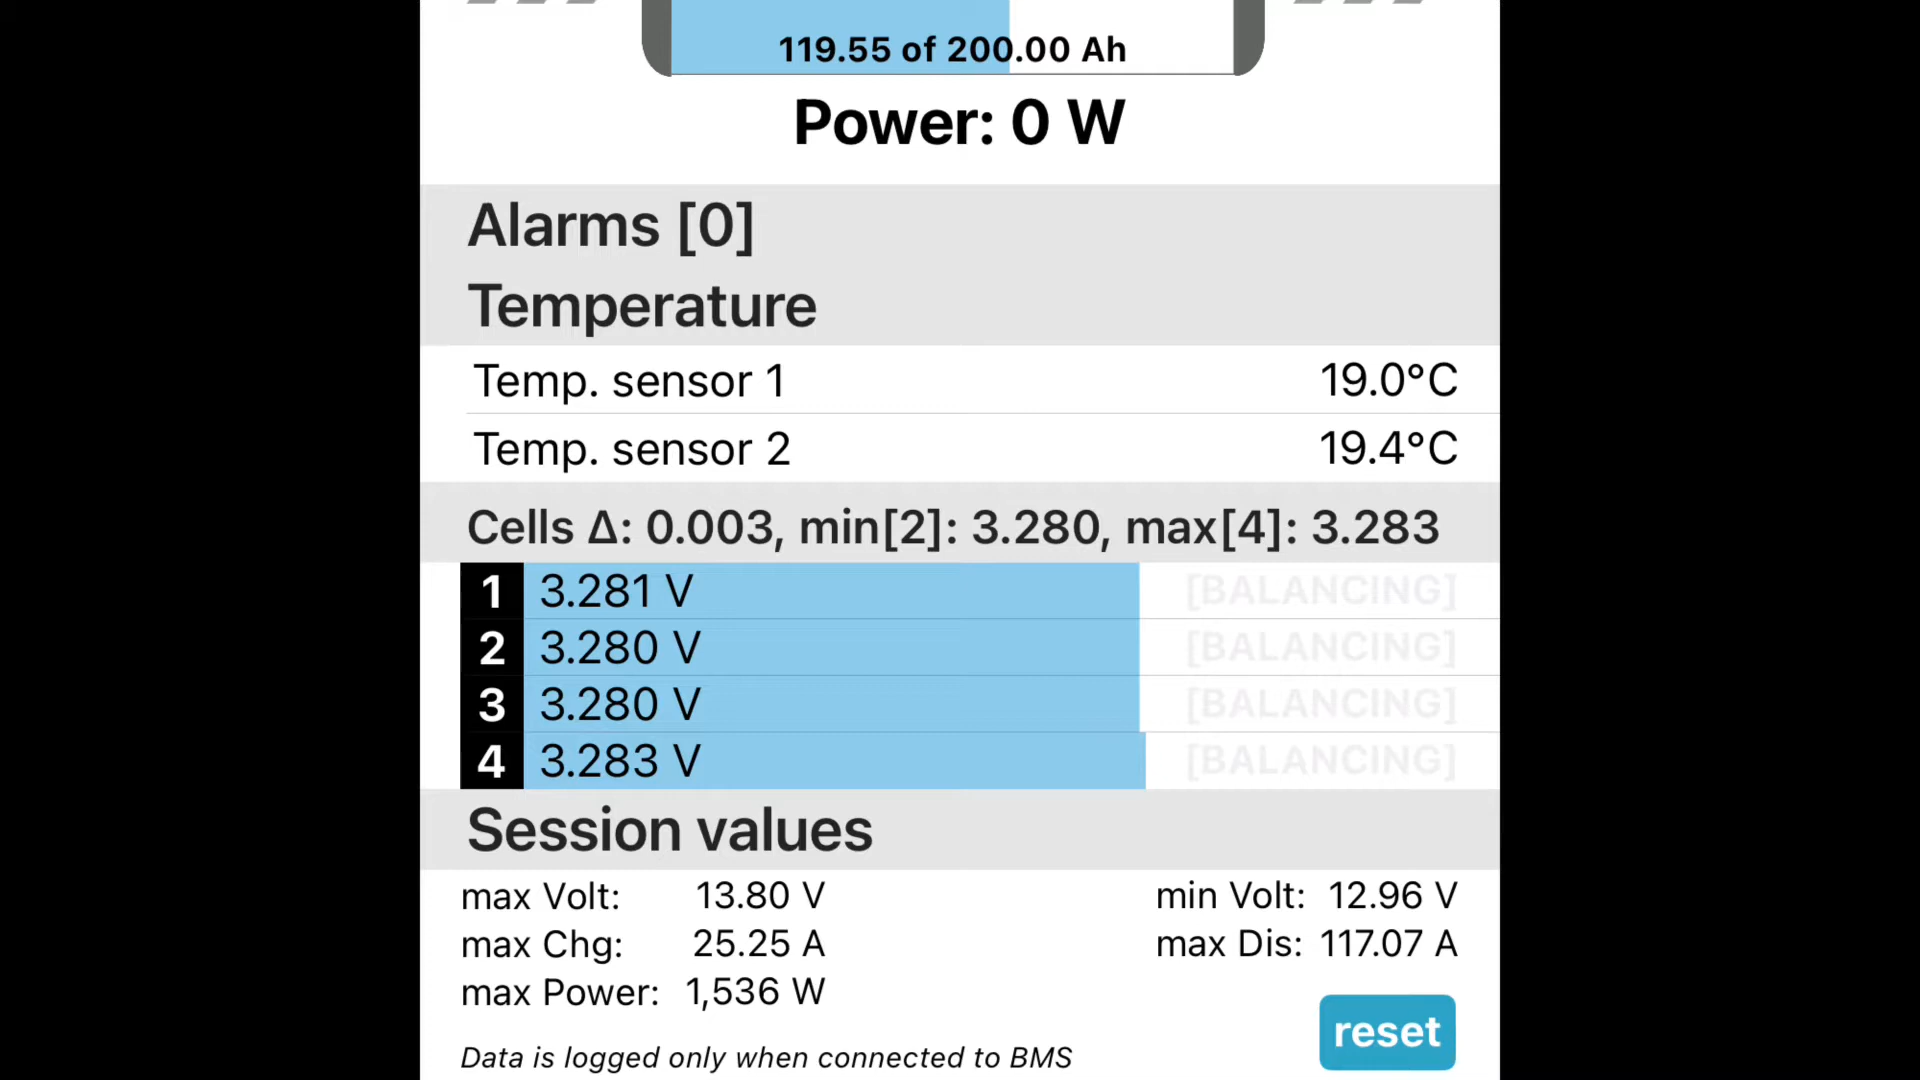 119.55 of 200.00 Ah
Power: 0 W
Alarms [0]
Temperature
Temp. sensor 1 19.0°C
Temp. sensor 2 19.4°C
Cells Δ: 0.003, min[2]: 3.280, max[4]: 3.283
1 3.281 V [BALANCING]
2 3.280 V [BALANCING]
3 3.280 V [BALANCING]
4 3.283 V [BALANCING]
Session values
max Volt: 13.80 V min Volt: 12.96 V
max Chg: 25.25 A max Dis: 117.07 A
max Power: 1,536 W
reset
Data is logged only when connected to BMS